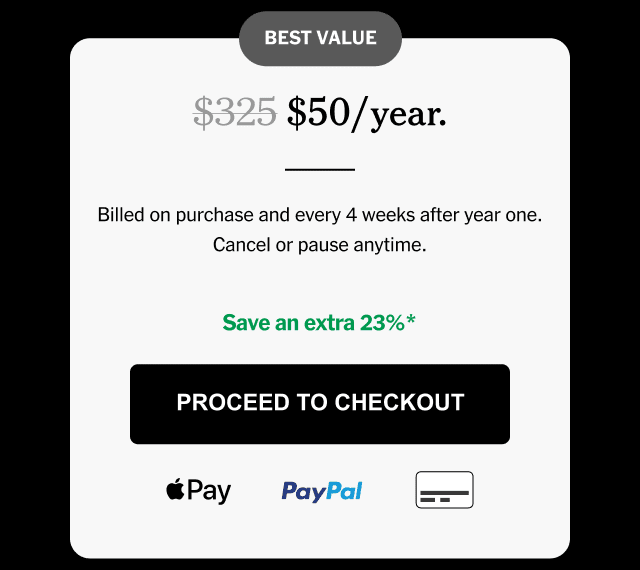 BEST VALUE
$325 $50/year.
Billed on purchase and every 4 weeks after year one.
Cancel or pause anytime.
Save an extra 23%*
PROCEED TO CHECKOUT
Pay PayPal